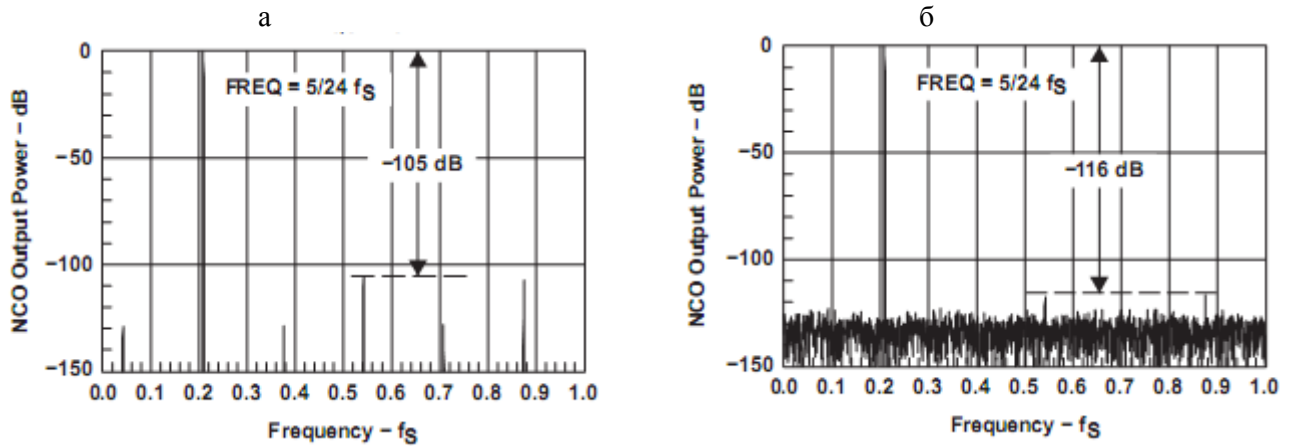 а
б
0
−50
−100
−150
NCO Output Power – dB
FREQ = 5/24 fS
−105 dB
0.0 0.1 0.2 0.3 0.4 0.5 0.6 0.7 0.8 0.9 1.0
Frequency – fS
0
−50
−100
−150
NCO Output Power – dB
FREQ = 5/24 fS
−116 dB
0.0 0.1 0.2 0.3 0.4 0.5 0.6 0.7 0.8 0.9 1.0
Frequency – fS